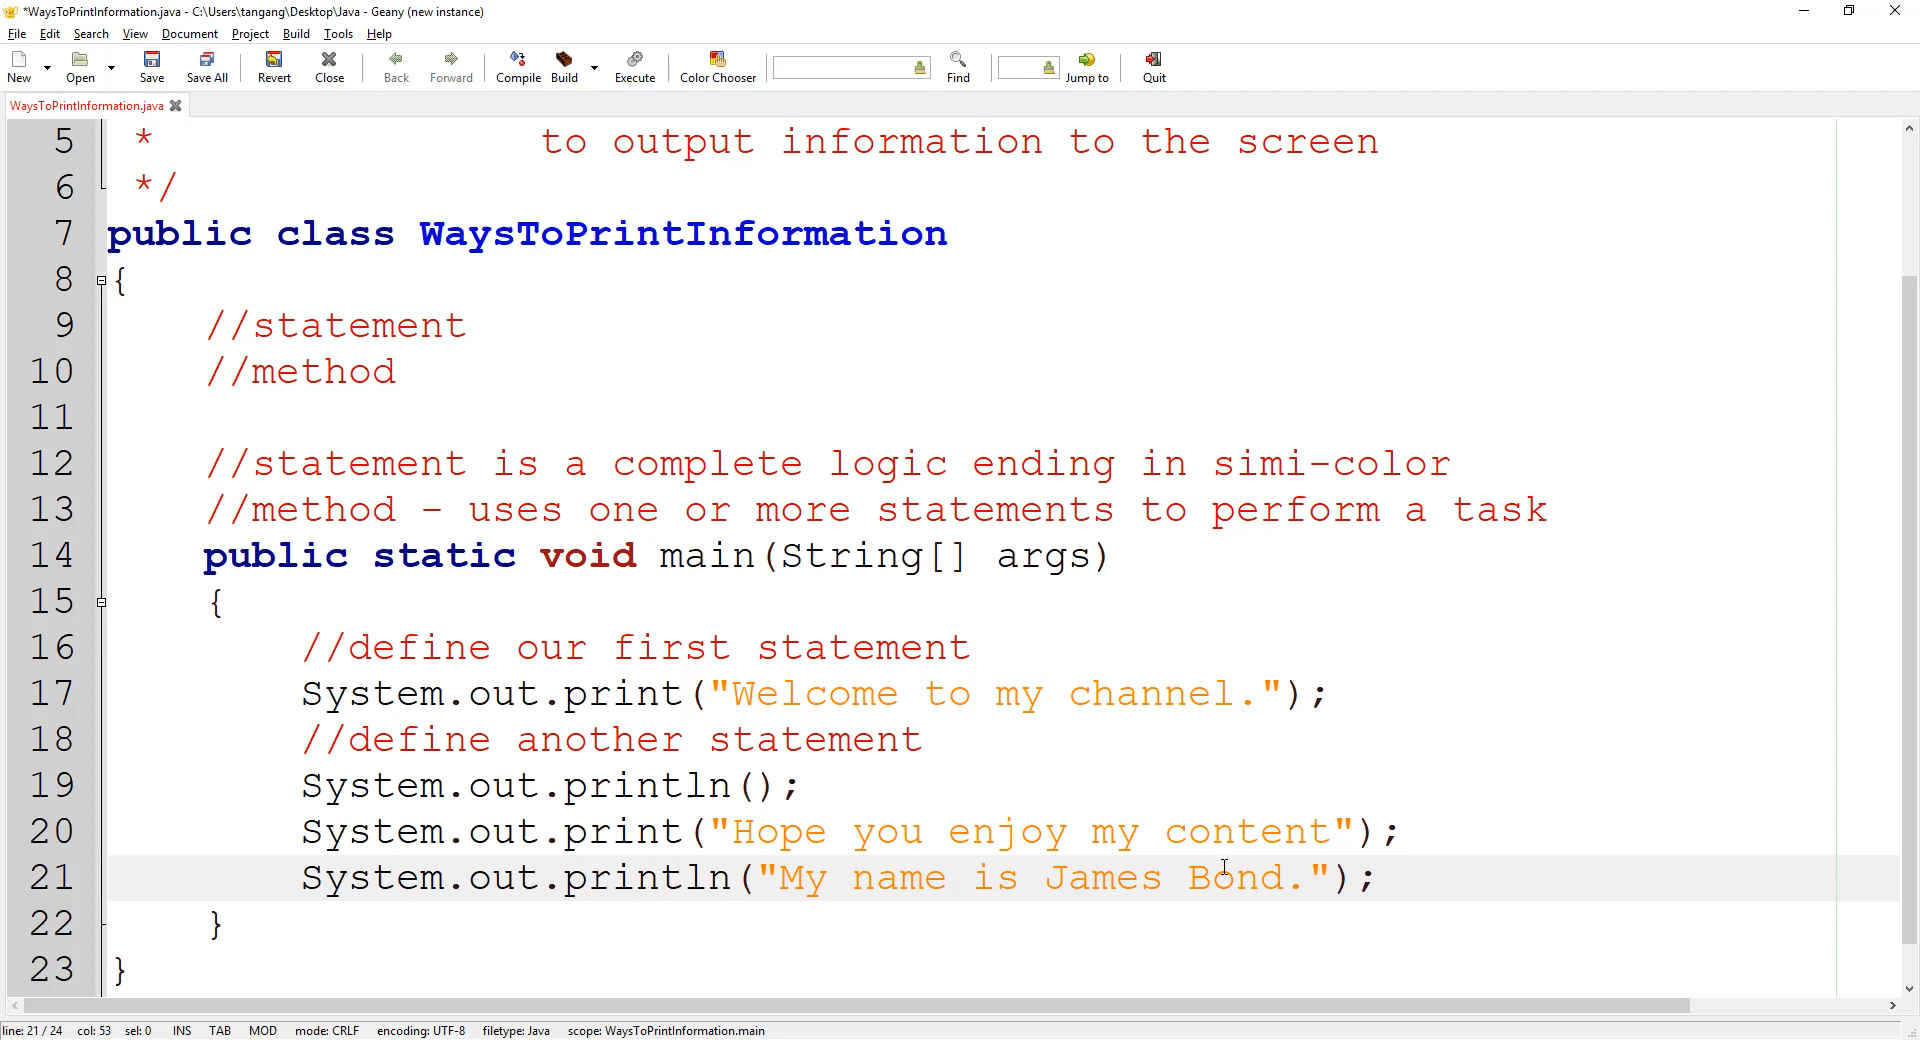 *WaysToPrintInformation.java - C:\Users\tangang\Desktop\Java - Geany (new instance)
File Edit Search View Document Project Build Tools Help
New Open Save Save All Revert Close Back Forward Compile Build Execute Color Chooser Find Jump to Quit
WaysToPrintInformation.java
5 * to output information to the screen
6 */
7 public class WaysToPrintInformation
8 {
9 //statement
10 //method
11
12 //statement is a complete logic ending in simi-color
13 //method - uses one or more statements to perform a task
14 public static void main(String[] args)
15 {
16 //define our first statement
17 System.out.print("Welcome to my channel.");
18 //define another statement
19 System.out.println();
20 System.out.print("Hope you enjoy my content");
21 System.out.println("My name is James Bond.");
22 }
23 }
line: 21 / 24 col: 53 sel: 0 INS TAB MOD mode: CRLF encoding: UTF-8 filetype: Java scope: WaysToPrintInformation.main